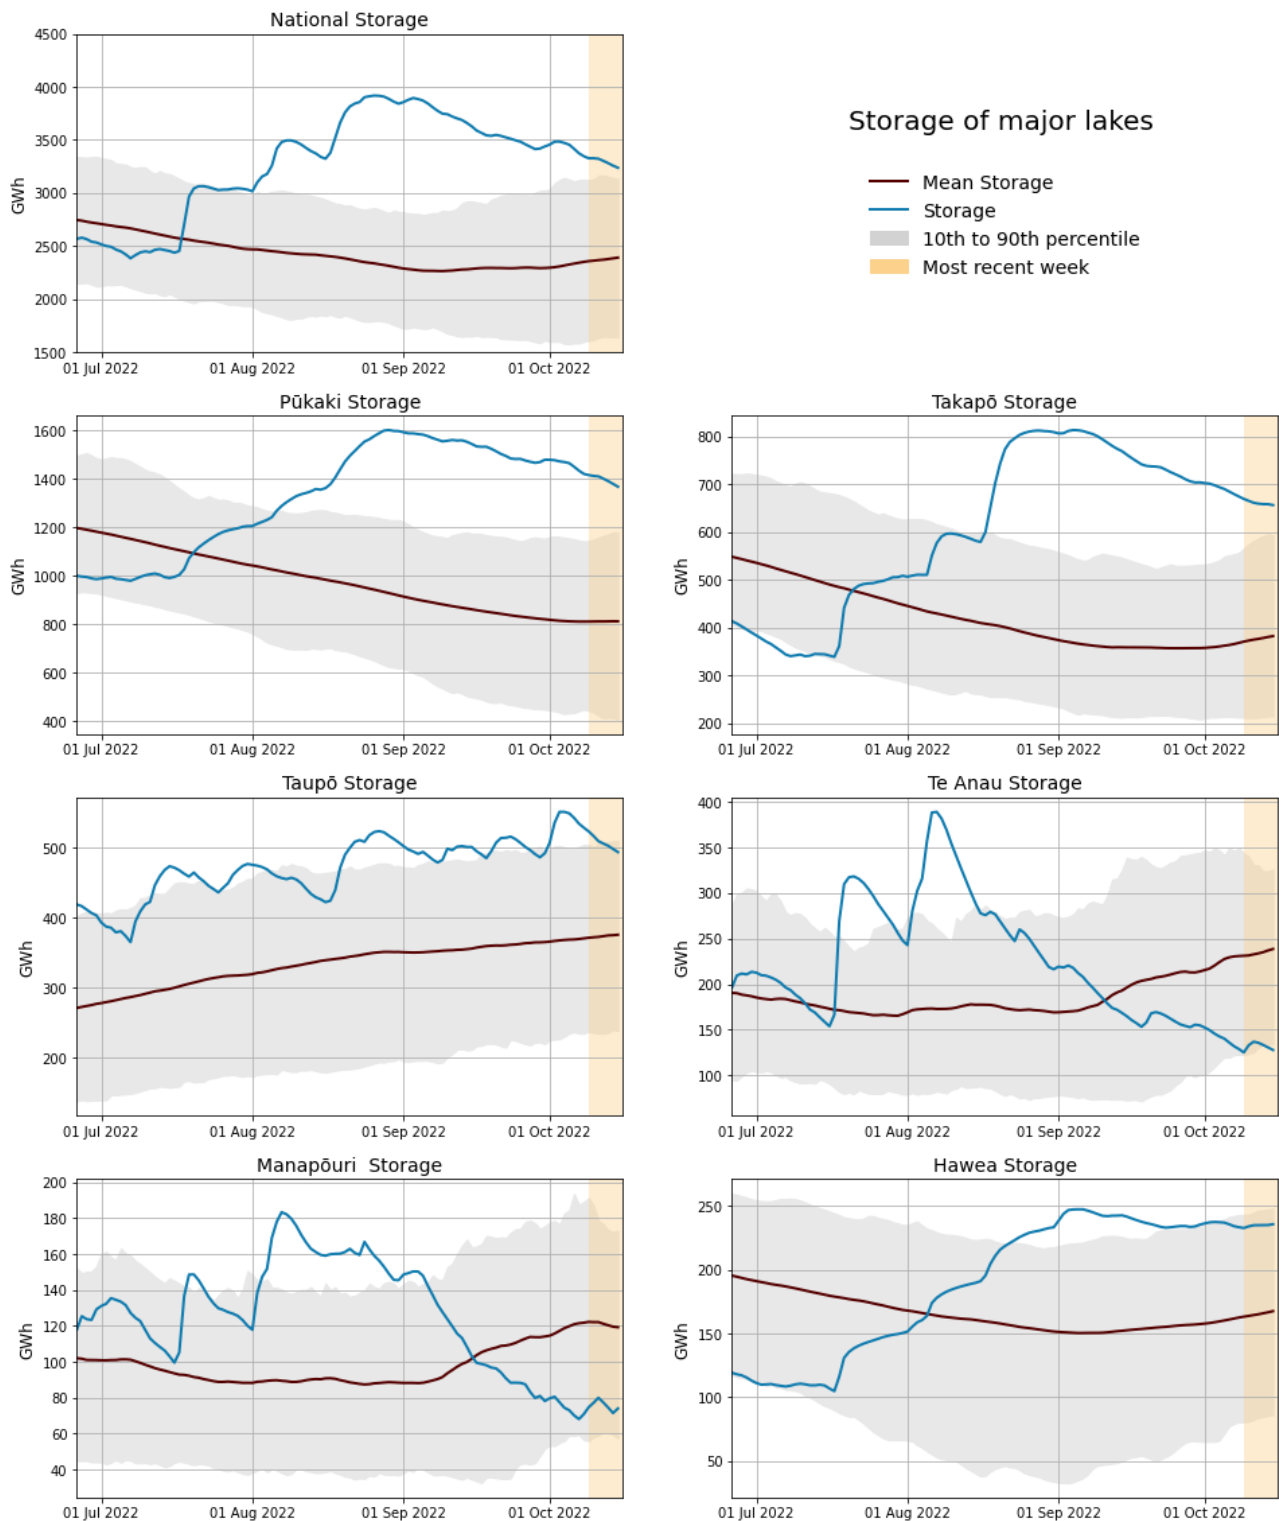 National Storage
4500
4000
3500
3000
2500
2000
1500
GWh
01 Jul 2022 01 Aug 2022 01 Sep 2022 01 Oct 2022
Storage of major lakes
Mean Storage
Storage
10th to 90th percentile
Most recent week
Pūkaki Storage
1600
1400
1200
1000
800
600
400
GWh
01 Jul 2022 01 Aug 2022 01 Sep 2022 01 Oct 2022
Takapō Storage
800
700
600
500
400
300
200
GWh
01 Jul 2022 01 Aug 2022 01 Sep 2022 01 Oct 2022
Taupō Storage
500
400
300
200
GWh
01 Jul 2022 01 Aug 2022 01 Sep 2022 01 Oct 2022
Te Anau Storage
400
350
300
250
200
150
100
GWh
01 Jul 2022 01 Aug 2022 01 Sep 2022 01 Oct 2022
Manapōuri Storage
200
180
160
140
120
100
80
60
40
GWh
01 Jul 2022 01 Aug 2022 01 Sep 2022 01 Oct 2022
Hawea Storage
250
200
150
100
50
GWh
01 Jul 2022 01 Aug 2022 01 Sep 2022 01 Oct 2022